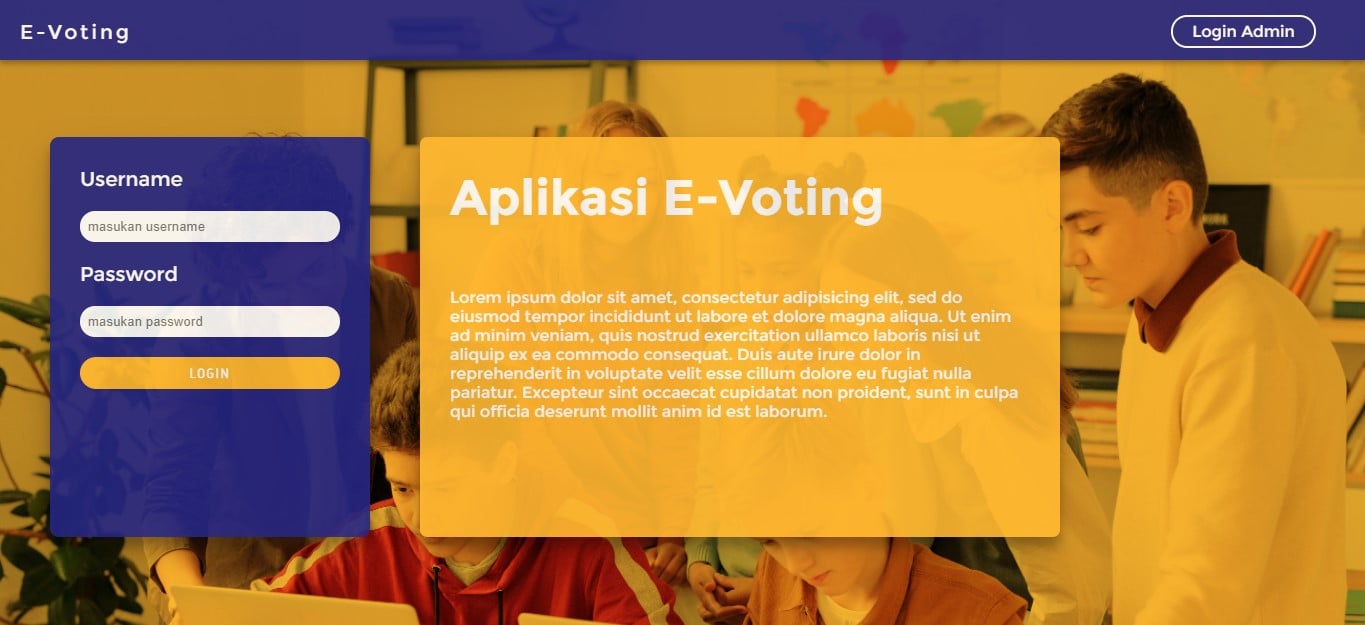 E-Voting
Login Admin
Username
masukan username
Password
masukan password
LOGIN
Aplikasi E-Voting
Lorem ipsum dolor sit amet, consectetur adipisicing elit, sed do
eiusmod tempor incididunt ut labore et dolore magna aliqua. Ut enim
ad minim veniam, quis nostrud exercitation ullamco laboris nisi ut
aliquip ex ea commodo consequat. Duis aute irure dolor in
reprehenderit in voluptate velit esse cillum dolore eu fugiat nulla
pariatur. Excepteur sint occaecat cupidatat non proident, sunt in culpa
qui officia deserunt mollit anim id est laborum.